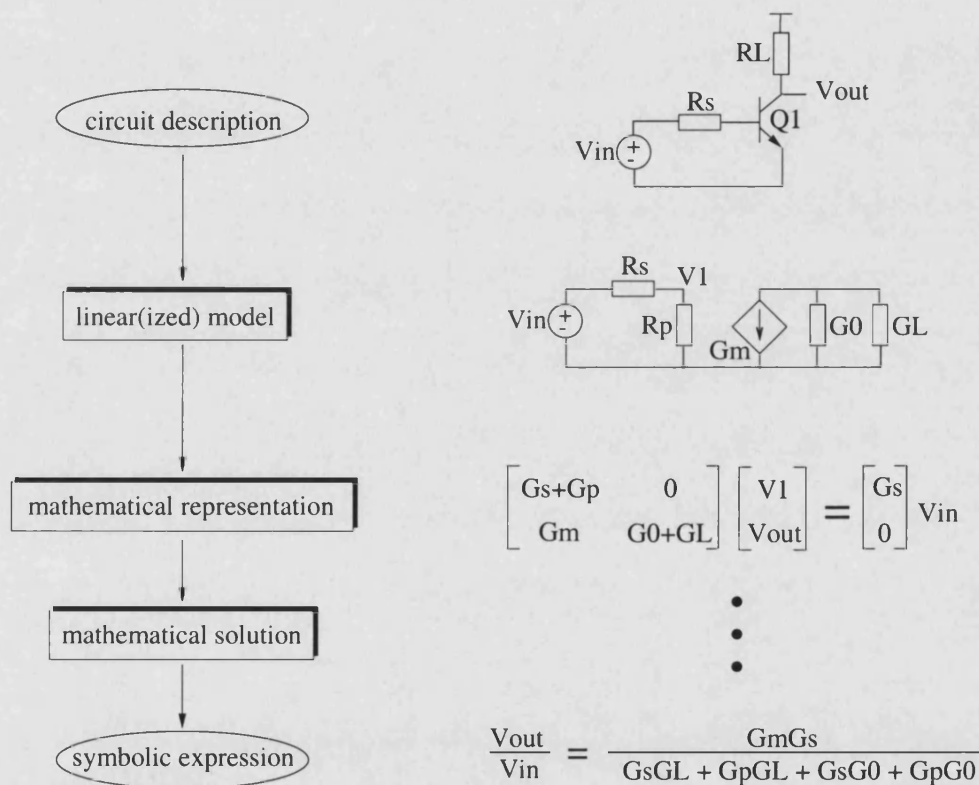 circuit description
RL
Vout
Rs
Q1
Vin
+
-
linear(ized) model
Rs
V1
Vin
+
-
Rp
Gm
G0
GL
mathematical representation
Gs+Gp 0 V1 = Gs Vin
Gm G0+GL Vout 0
mathematical solution
symbolic expression
Vout = GmGs
Vin GsGL + GpGL + GsG0 + GpG0